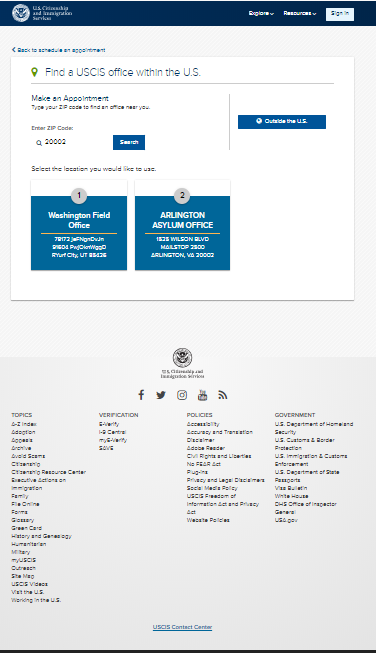 U.S. Citizenship
and Immigration
Services
Explore
Resources
Sign In
Back to schedule an appointment
Find a USCIS office within the U.S.
Make an Appointment
Type your ZIP code to find an office near you.
Enter ZIP Code:
20002
Search
Outside the U.S.
Select the location you would like to use.
1
Washington Field
Office
2
ARLINGTON
ASYLUM OFFICE
1525 WILSON BLVD
MAILSTOP 2500
ARLINGTON, VA 20002
U.S. Citizenship and
Immigration Services
TOPICS
A-Z Index
Adoption
Appeals
Archive
Avoid Scams
Citizenship
Citizenship Resource Center
Executive Actions on
Immigration
Family
File Online
Forms
Glossary
Green Card
History and Genealogy
Humanitarian
Military
myUSCIS
Outreach
Site Map
USCIS Videos
Visit the U.S.
Working in the U.S.
VERIFICATION
E-Verify
I-9 Central
myE-Verify
SAVE
POLICIES
Accessibility
Accuracy and Translation
Disclaimer
Adobe Reader
Civil Rights and Liberties
No FEAR Act
Plug-ins
Privacy and Legal Disclaimers
Social Media Policy
USCIS Freedom of
Information Act and Privacy
Act
Website Policies
GOVERNMENT
U.S. Department of Homeland
Security
U.S. Customs & Border
Protection
U.S. Immigration & Customs
Enforcement
U.S. Department of State
Passports
Visa Bulletin
White House
DHS Office of Inspector
General
USA.gov
USCIS Contact Center